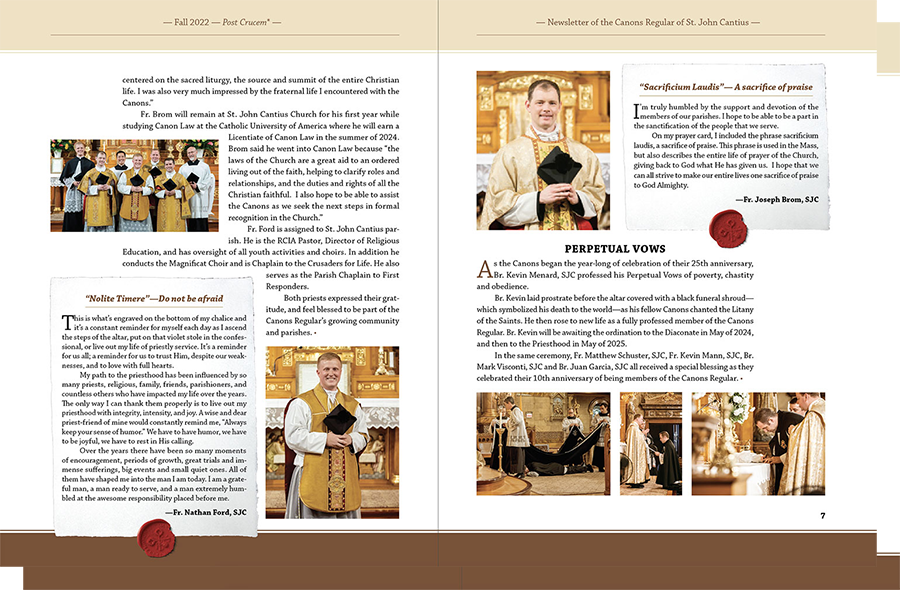 — Fall 2022 — Post Crucem* —
centered on the sacred liturgy, the source and summit of the entire Christian
life. I was also very much impressed by the fraternal life I encountered with the
Canons.”
Fr. Brom will remain at St. John Cantius Church for his first year while
studying Canon Law at the Catholic University of America where he will earn a
Licentiate of Canon Law in the summer of 2024.
Brom said he went into Canon Law because “the
laws of the Church are a great aid to an ordered
living out of the faith, helping to clarify roles and
relationships, and the duties and rights of all the
Christian faithful. I also hope to be able to assist
the Canons as we seek the next steps in formal
recognition in the Church.”
Fr. Ford is assigned to St. John Cantius par-
ish. He is the RCIA Pastor, Director of Religious
Education, and has oversight of all youth activities and choirs. In addition he
conducts the Magnificat Choir and is Chaplain to the Crusaders for Life. He also
serves as the Parish Chaplain to First
Responders.
Both priests expressed their grat-
itude, and feel blessed to be part of the
Canons Regular’s growing community
and parishes. •
“Nolite Timere”—Do not be afraid
This is what’s engraved on the bottom of my chalice and
it’s a constant reminder for myself each day as I ascend
the steps of the altar, put on that violet stole in the confes-
sional, or live out my life of priestly service. It’s a reminder
for us all; a reminder for us to trust Him, despite our weak-
nesses, and to love with full hearts.
My path to the priesthood has been influenced by so
many priests, religious, family, friends, parishioners, and
countless others who have impacted my life over the years.
The only way I can thank them properly is to live out my
priesthood with integrity, intensity, and joy. A wise and dear
priest-friend of mine would constantly remind me, “Always
keep your sense of humor.” We have to have humor, we have
to be joyful, we have to rest in His calling.
Over the years there have been so many moments
of encouragement, periods of growth, great trials and im-
mense sufferings, big events and small quiet ones. All of
them have shaped me into the man I am today. I am a grate-
ful man, a man ready to serve, and a man extremely hum-
bled at the awesome responsibility placed before me.
—Fr. Nathan Ford, SJC
— Newsletter of the Canons Regular of St. John Cantius —
“Sacrificium Laudis”— A sacrifice of praise
I’m truly humbled by the support and devotion of the
members of our parishes. I hope to be able to be a part in
the sanctification of the people that we serve.
On my prayer card, I included the phrase sacrificium
laudis, a sacrifice of praise. This phrase is used in the Mass,
but also describes the entire life of prayer of the Church,
giving back to God what He has given us. I hope that we
can all strive to make our entire lives one sacrifice of praise
to God Almighty.
—Fr. Joseph Brom, SJC
PERPETUAL VOWS
As the Canons began the year-long of celebration of their 25th anniversary,
Br. Kevin Menard, SJC professed his Perpetual Vows of poverty, chastity
and obedience.
Br. Kevin laid prostrate before the altar covered with a black funeral shroud—
which symbolized his death to the world—as his fellow Canons chanted the Litany
of the Saints. He then rose to new life as a fully professed member of the Canons
Regular. Br. Kevin will be awaiting the ordination to the Diaconate in May of 2024,
and then to the Priesthood in May of 2025.
In the same ceremony, Fr. Matthew Schuster, SJC, Fr. Kevin Mann, SJC, Br.
Mark Visconti, SJC and Br. Juan Garcia, SJC all received a special blessing as they
celebrated their 10th anniversary of being members of the Canons Regular. •
7